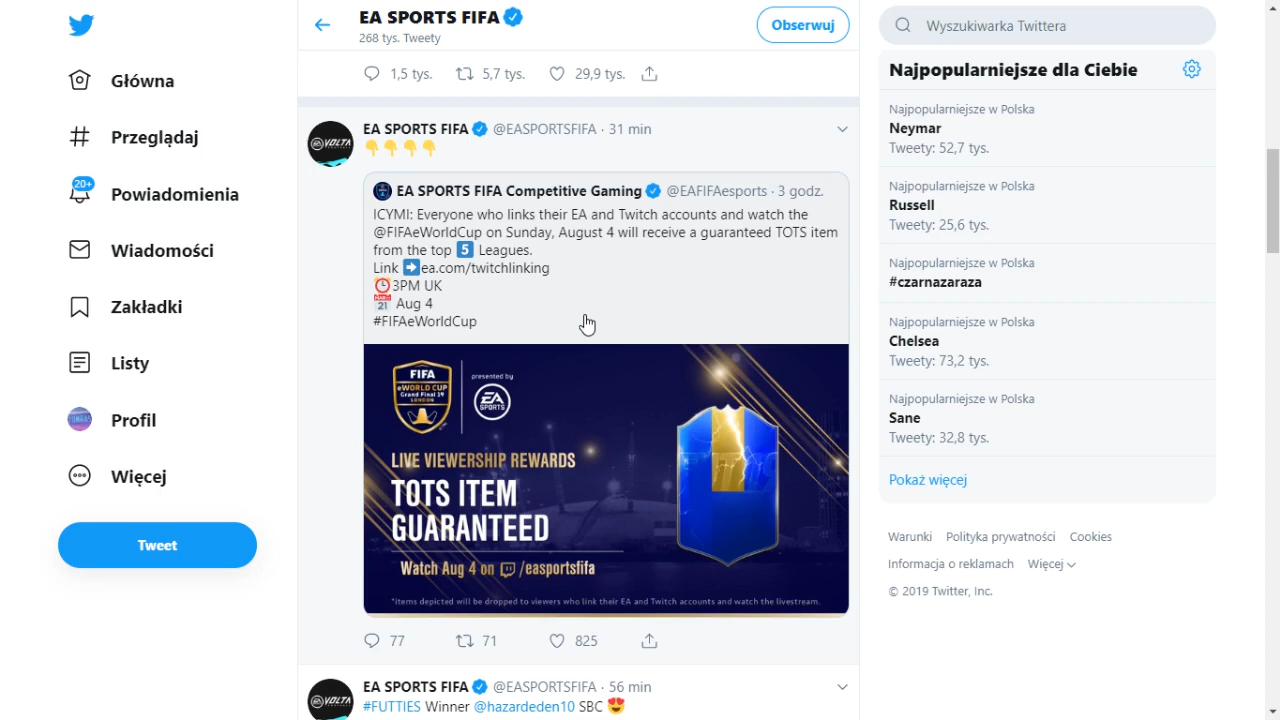 EA SPORTS FIFA
268 tys. Tweety
Obserwuj
Główna
Przeglądaj
20+
Powiadomienia
Wiadomości
Zakładki
Listy
Profil
Więcej
Tweet
1,5 tys.
5,7 tys.
29,9 tys.
EA SPORTS FIFA @EASPORTSFIFA · 31 min
👇👇👇👇
EA SPORTS FIFA Competitive Gaming @EAFIFAesports · 3 godz.
ICYMI: Everyone who links their EA and Twitch accounts and watch the
@FIFAeWorldCup on Sunday, August 4 will receive a guaranteed TOTS item
from the top 5️⃣ Leagues.
Link ➡️ea.com/twitchlinking
⏰3PM UK
📅 Aug 4
#FIFAeWorldCup
FIFA
eWORLD CUP
Grand Final 19
LONDON
presented by
EA
SPORTS
LIVE VIEWERSHIP REWARDS
TOTS ITEM
GUARANTEED
Watch Aug 4 on /easportsfifa
*items depicted will be dropped to viewers who link their EA and Twitch accounts and watch the livestream.
77
71
825
EA SPORTS FIFA @EASPORTSFIFA · 56 min
#FUTTIES Winner @hazardeden10 SBC 😍
Wyszukiwarka Twittera
Najpopularniejsze dla Ciebie
Najpopularniejsze w Polska
Neymar
Tweety: 52,7 tys.
Najpopularniejsze w Polska
Russell
Tweety: 25,6 tys.
Najpopularniejsze w Polska
#czarnazaraza
Najpopularniejsze w Polska
Chelsea
Tweety: 73,2 tys.
Najpopularniejsze w Polska
Sane
Tweety: 32,8 tys.
Pokaż więcej
Warunki Polityka prywatności Cookies
Informacja o reklamach Więcej
© 2019 Twitter, Inc.